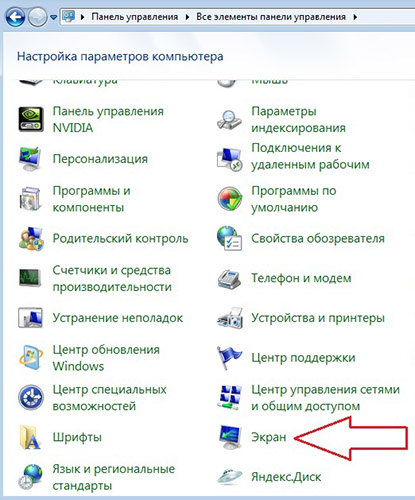 Панель управления ▸ Все элементы панели управления ▸
Настройка параметров компьютера
Клавиатура
Мышь
Панель управления
NVIDIA
Параметры
индексирования
Персонализация
Подключения к
удаленным рабочим
Программы и
компоненты
Программы по
умолчанию
Родительский контроль
Свойства обозревателя
Счетчики и средства
производительности
Телефон и модем
Устранение неполадок
Устройства и принтеры
Центр обновления
Windows
Центр поддержки
Центр специальных
возможностей
Центр управления сетями
и общим доступом
Шрифты
Экран
Язык и региональные
стандарты
Яндекс.Диск